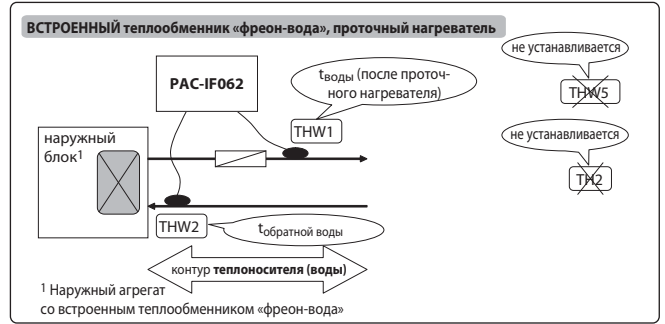 ВСТРОЕННЫЙ теплообменник «фреон-вода», проточный нагреватель
PAC-IF062
tводы (после проточ-
ного нагревателя)
THW1
не устанавливается
THW5
не устанавливается
TH2
наружный
блок1
THW2
tобратной воды
контур теплоносителя (воды)
1 Наружный агрегат
со встроенным теплообменником «фреон-вода»